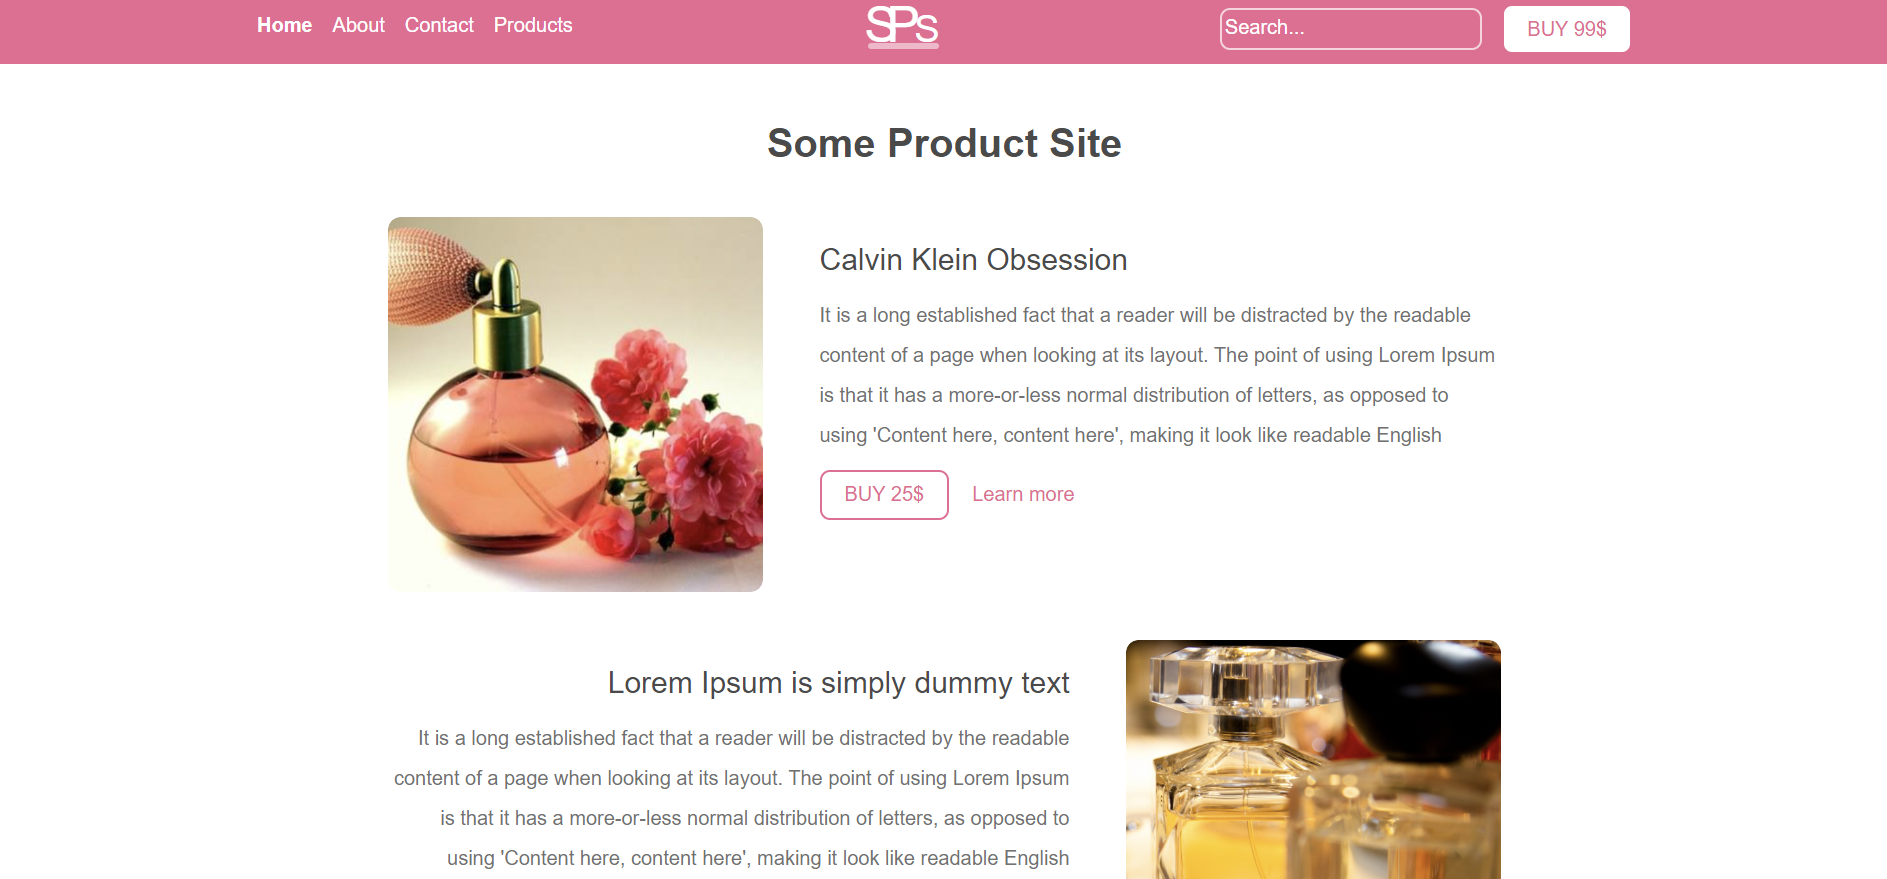 Home About Contact Products
SPs
Search...
BUY 99$
Some Product Site
Calvin Klein Obsession
It is a long established fact that a reader will be distracted by the readable
content of a page when looking at its layout. The point of using Lorem Ipsum
is that it has a more-or-less normal distribution of letters, as opposed to
using 'Content here, content here', making it look like readable English
BUY 25$ Learn more
Lorem Ipsum is simply dummy text
It is a long established fact that a reader will be distracted by the readable
content of a page when looking at its layout. The point of using Lorem Ipsum
is that it has a more-or-less normal distribution of letters, as opposed to
using 'Content here, content here', making it look like readable English